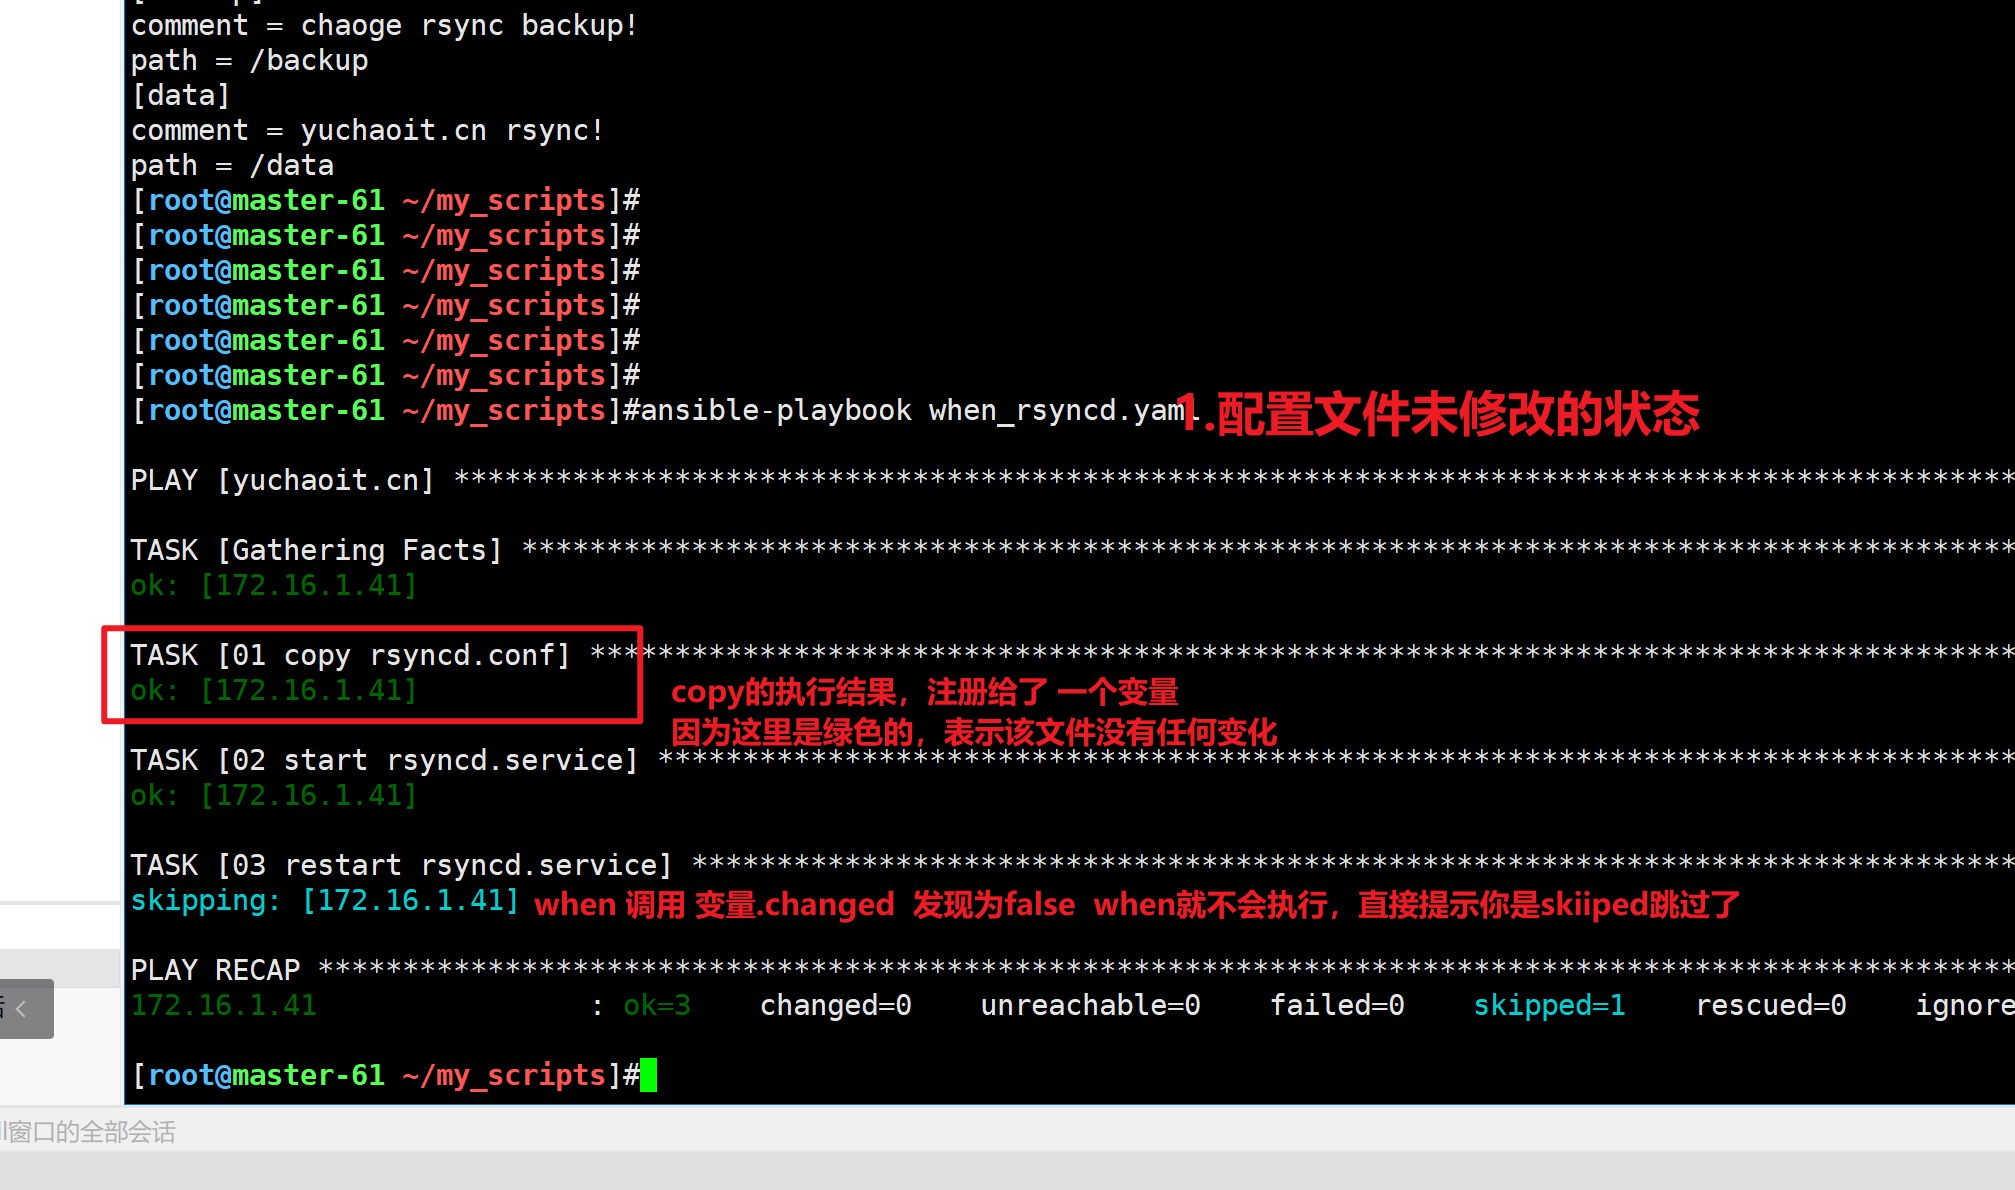 comment = chaoge rsync backup!
path = /backup
[data]
comment = yuchaoit.cn rsync!
path = /data
[root@master-61 ~/my_scripts]#
[root@master-61 ~/my_scripts]#
[root@master-61 ~/my_scripts]#
[root@master-61 ~/my_scripts]#
[root@master-61 ~/my_scripts]#
[root@master-61 ~/my_scripts]#
[root@master-61 ~/my_scripts]#ansible-playbook when_rsyncd.yaml
1.配置文件未修改的状态
PLAY [yuchaoit.cn] ********************************************************************************************
TASK [Gathering Facts] ****************************************************************************************
ok: [172.16.1.41]
TASK [01 copy rsyncd.conf] ************************************************************************************
ok: [172.16.1.41]
copy的执行结果，注册给了 一个变量
因为这里是绿色的，表示该文件没有任何变化
TASK [02 start rsyncd.service] ********************************************************************************
ok: [172.16.1.41]
TASK [03 restart rsyncd.service] ******************************************************************************
skipping: [172.16.1.41]
when 调用 变量.changed 发现为false when就不会执行，直接提示你是skiiped跳过了
PLAY RECAP ****************************************************************************************************
172.16.1.41 : ok=3 changed=0 unreachable=0 failed=0 skipped=1 rescued=0 ignore
[root@master-61 ~/my_scripts]#
窗口的全部会话